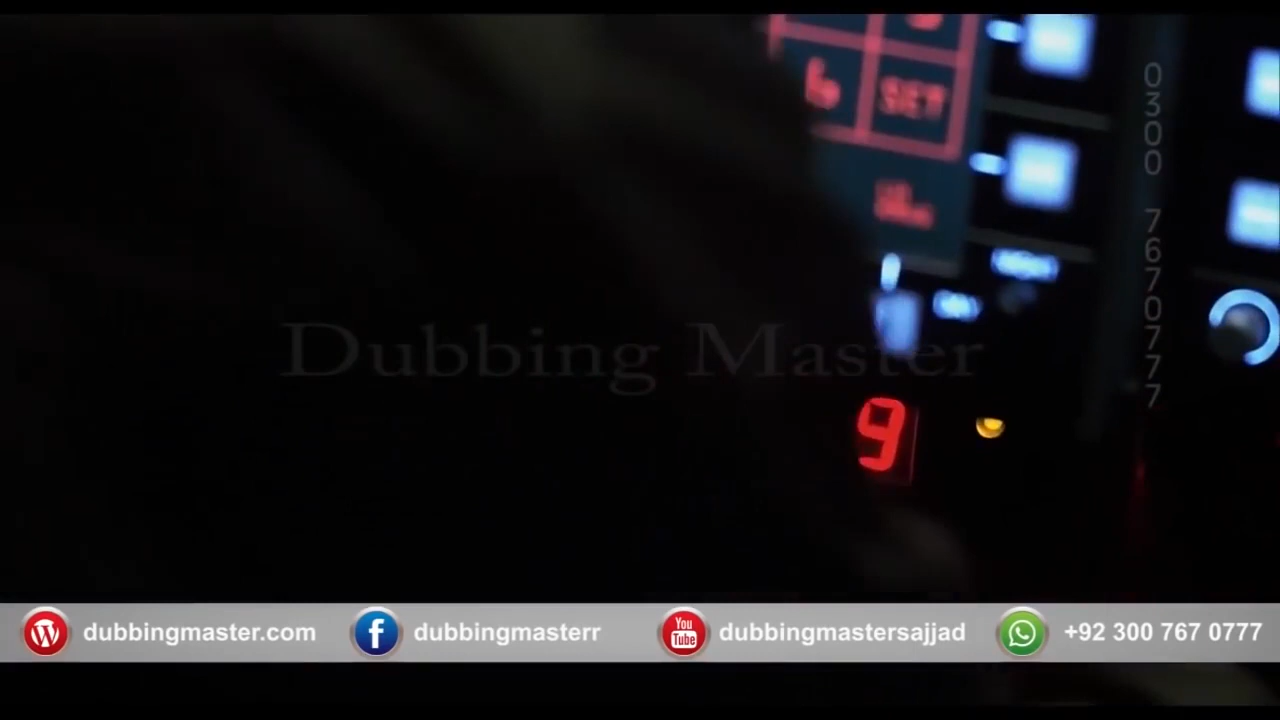 SET
0300 7670777
Dubbing Master
9
dubbingmaster.com
dubbingmasterr
You
Tube
dubbingmastersajjad
+92 300 767 0777